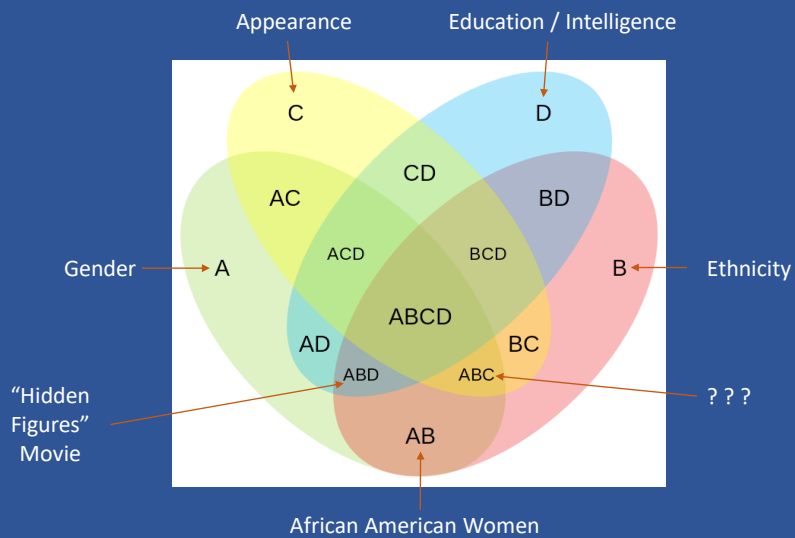 Appearance
Education / Intelligence
C
D
CD
AC
BD
ACD
BCD
Gender
A
B
Ethnicity
ABCD
AD
BC
ABD
ABC
“Hidden
Figures”
Movie
? ? ?
AB
African American Women